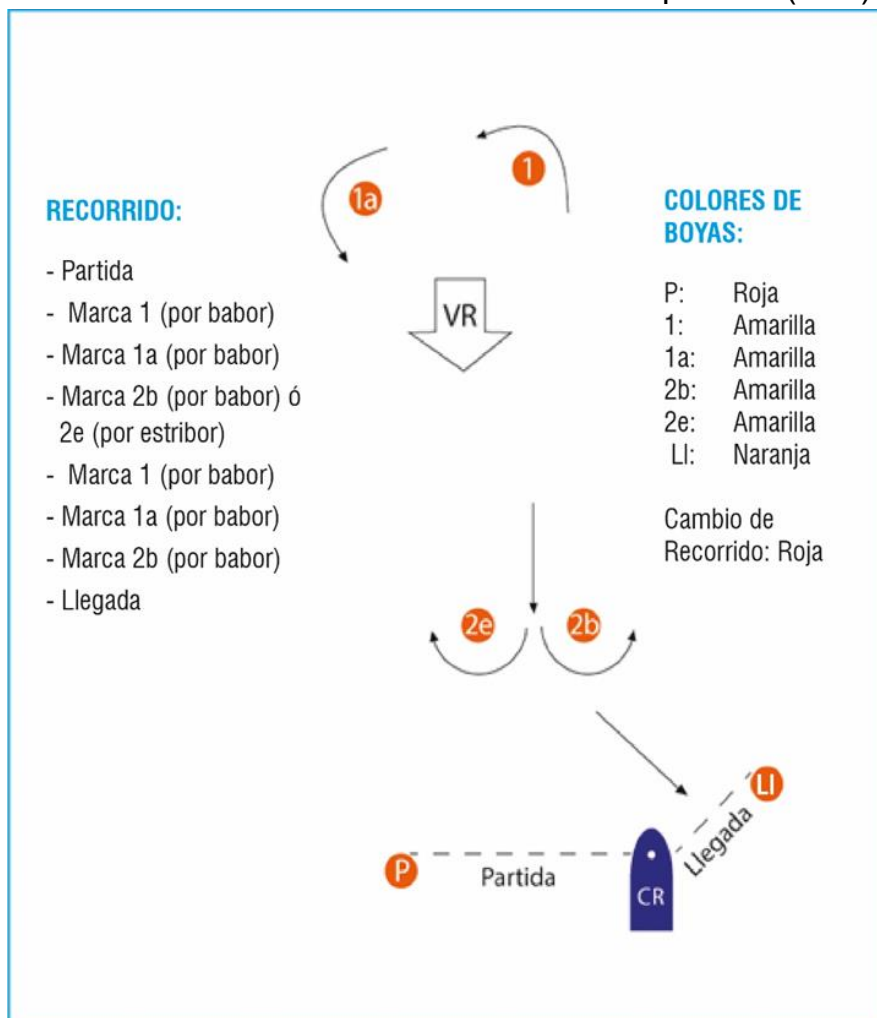 RECORRIDO:
- Partida
- Marca 1 (por babor)
- Marca 1a (por babor)
- Marca 2b (por babor) ó
2e (por estribor)
- Marca 1 (por babor)
- Marca 1a (por babor)
- Marca 2b (por babor)
- Llegada
1
1a
VR
2e
2b
P
Partida
CR
Llegada
Ll
COLORES DE
BOYAS:
P: Roja
1: Amarilla
1a: Amarilla
2b: Amarilla
2e: Amarilla
Ll: Naranja
Cambio de
Recorrido: Roja